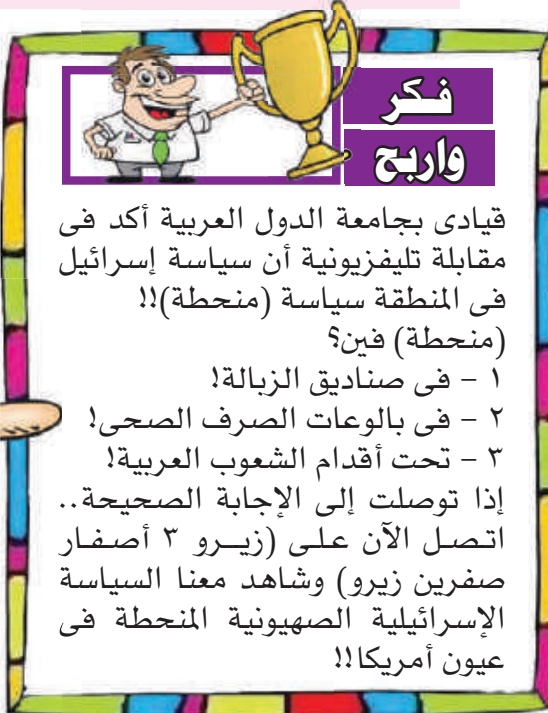 فكر
واربح
قيادى بجامعة الدول العربية أكد فى
مقابلة تليفزيونية أن سياسة إسرائيل
فى المنطقة سياسة (منحطة)!!
(منحطة) فين؟
١ - فى صناديق الزبالة!
٢ - فى بالوعات الصرف الصحى!
٣ - تحت أقدام الشعوب العربية!
إذا توصلت إلى الإجابة الصحيحة..
اتصل الآن على (زيرو ٣ أصفار
صفرين زيرو) وشاهد معنا السياسة
الإسرائيلية الصهيونية المنحطة فى
عيون أمريكا!!